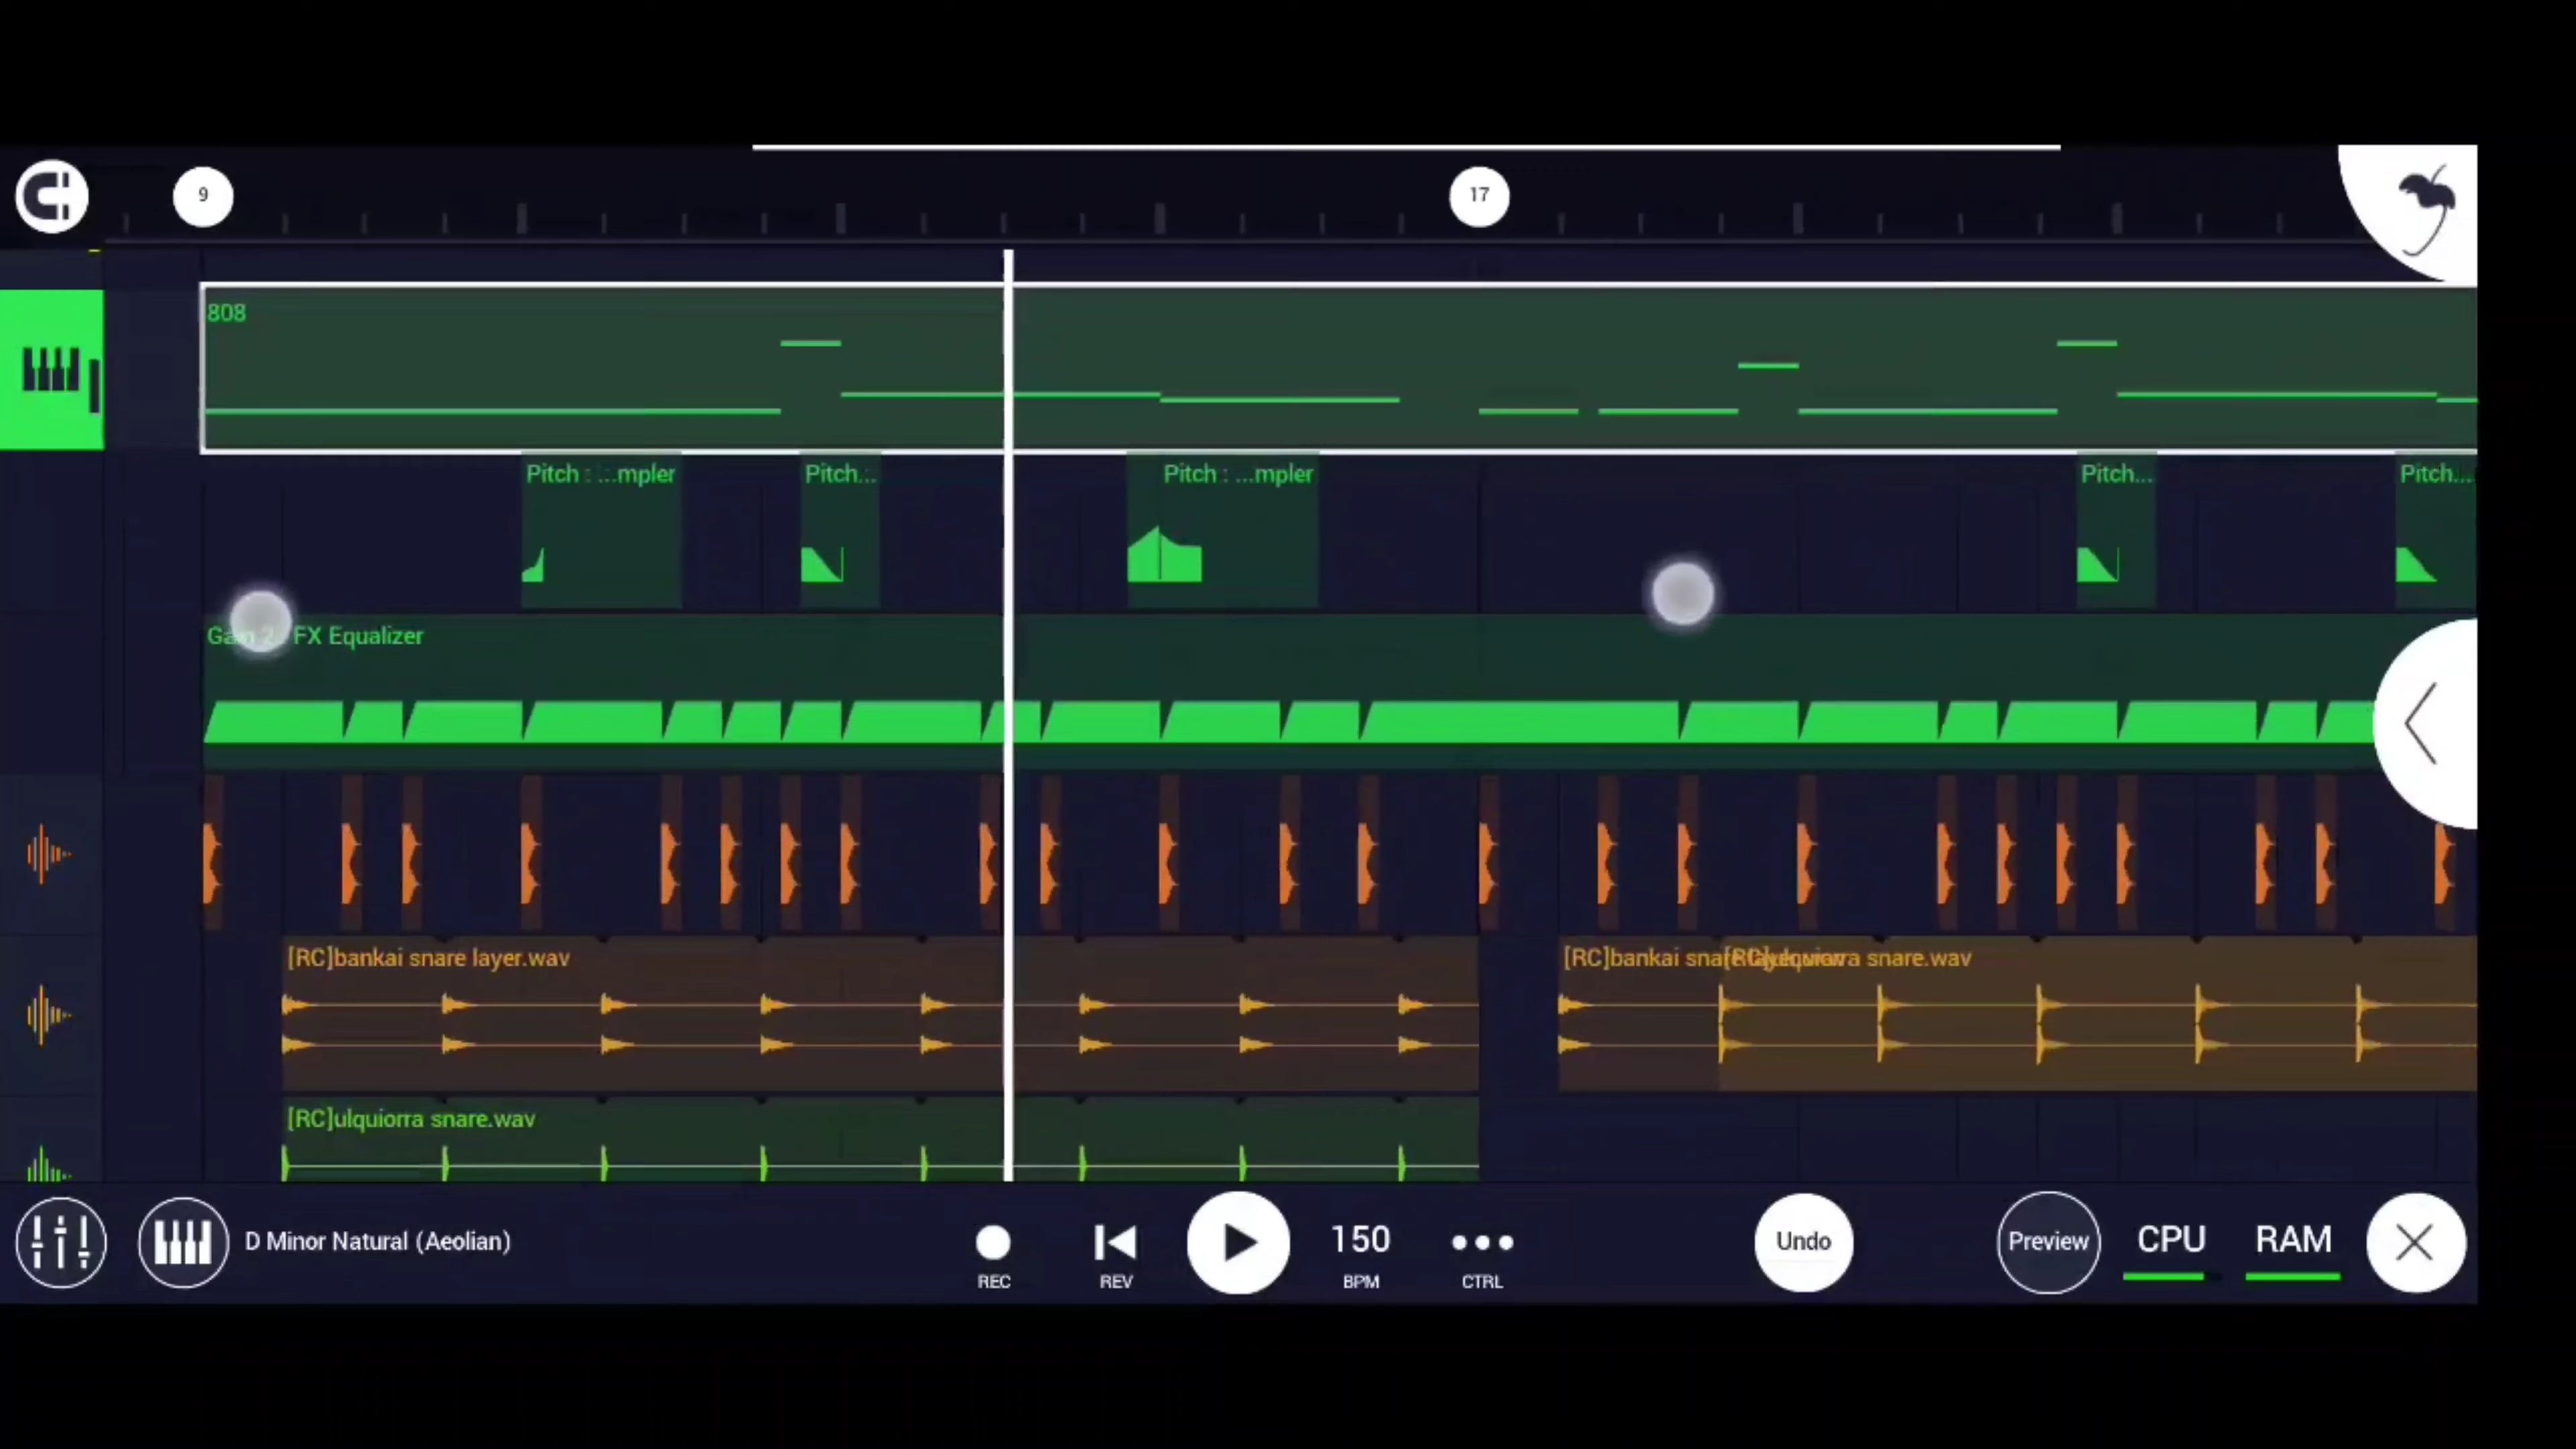 9
17
808
Pitch : ...mpler
Pitch...
Pitch : ...mpler
Pitch...
Pitch...
FX Equalizer
[RC]bankai snare layer.wav
[RC]bankai
snare.wav
[RC]ulquiorra snare.wav
D Minor Natural (Aeolian)
REC
REV
150
BPM
CTRL
Undo
Preview
CPU
RAM